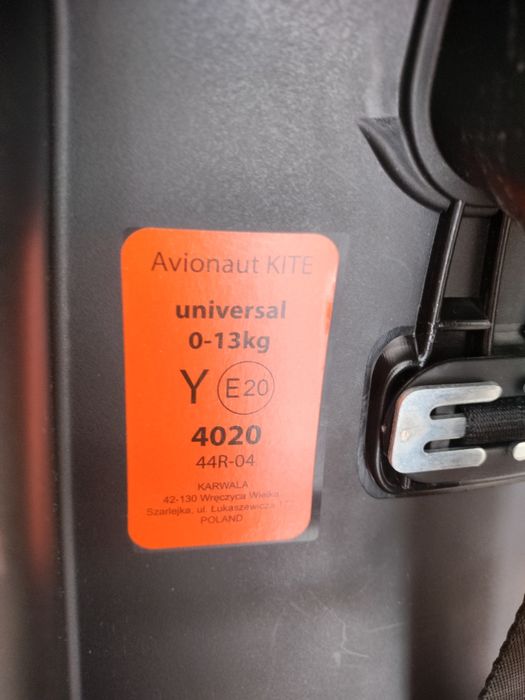 Avionaut KITE
universal
0-13kg
Y E20
4020
44R-04
KARWALA
42-130 Wręczyca Wielka
Szarlejka, ul. Łukaszewicza
POLAND